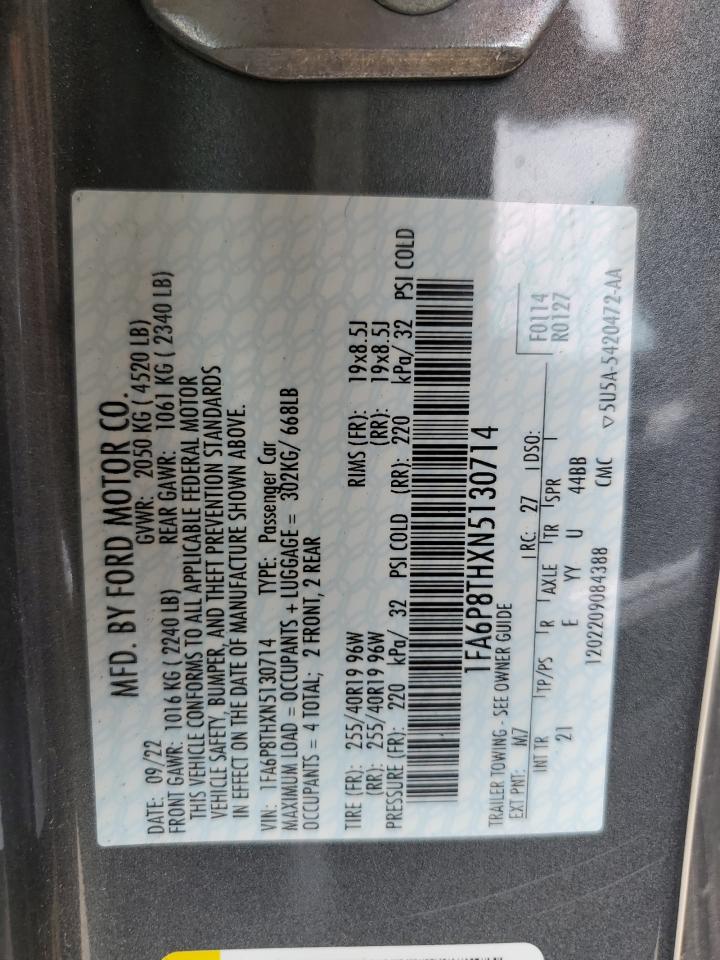 MFD. BY FORD MOTOR CO.
DATE: 09/22 GVWR: 2050 KG ( 4520 LB)
FRONT GAWR: 1016 KG ( 2240 LB) REAR GAWR: 1061 KG ( 2340 LB)
THIS VEHICLE CONFORMS TO ALL APPLICABLE FEDERAL MOTOR
VEHICLE SAFETY, BUMPER, AND THEFT PREVENTION STANDARDS
IN EFFECT ON THE DATE OF MANUFACTURE SHOWN ABOVE.
VIN: 1FA6P8THXN5130714 TYPE: Passenger Car
MAXIMUM LOAD = OCCUPANTS + LUGGAGE = 302KG/ 668LB
OCCUPANTS = 4 TOTAL; 2 FRONT, 2 REAR
TIRE (FR): 255/40R19 96W RIMS (FR): 19x8.5J
(RR): 255/40R19 96W (RR): 19x8.5J
PRESSURE (FR): 220 kPa/ 32 PSI COLD (RR): 220 kPa/ 32 PSI COLD
1FA6P8THXN5130714
TRAILER TOWING - SEE OWNER GUIDE
EXT PNT: M7 RC: 27 DSO: F0114
R0127
INT TR TP/PS R AXLE TR SPR
21 E YY U 44BB
1202209084388 CMC ▽5U5A-5420472-AA